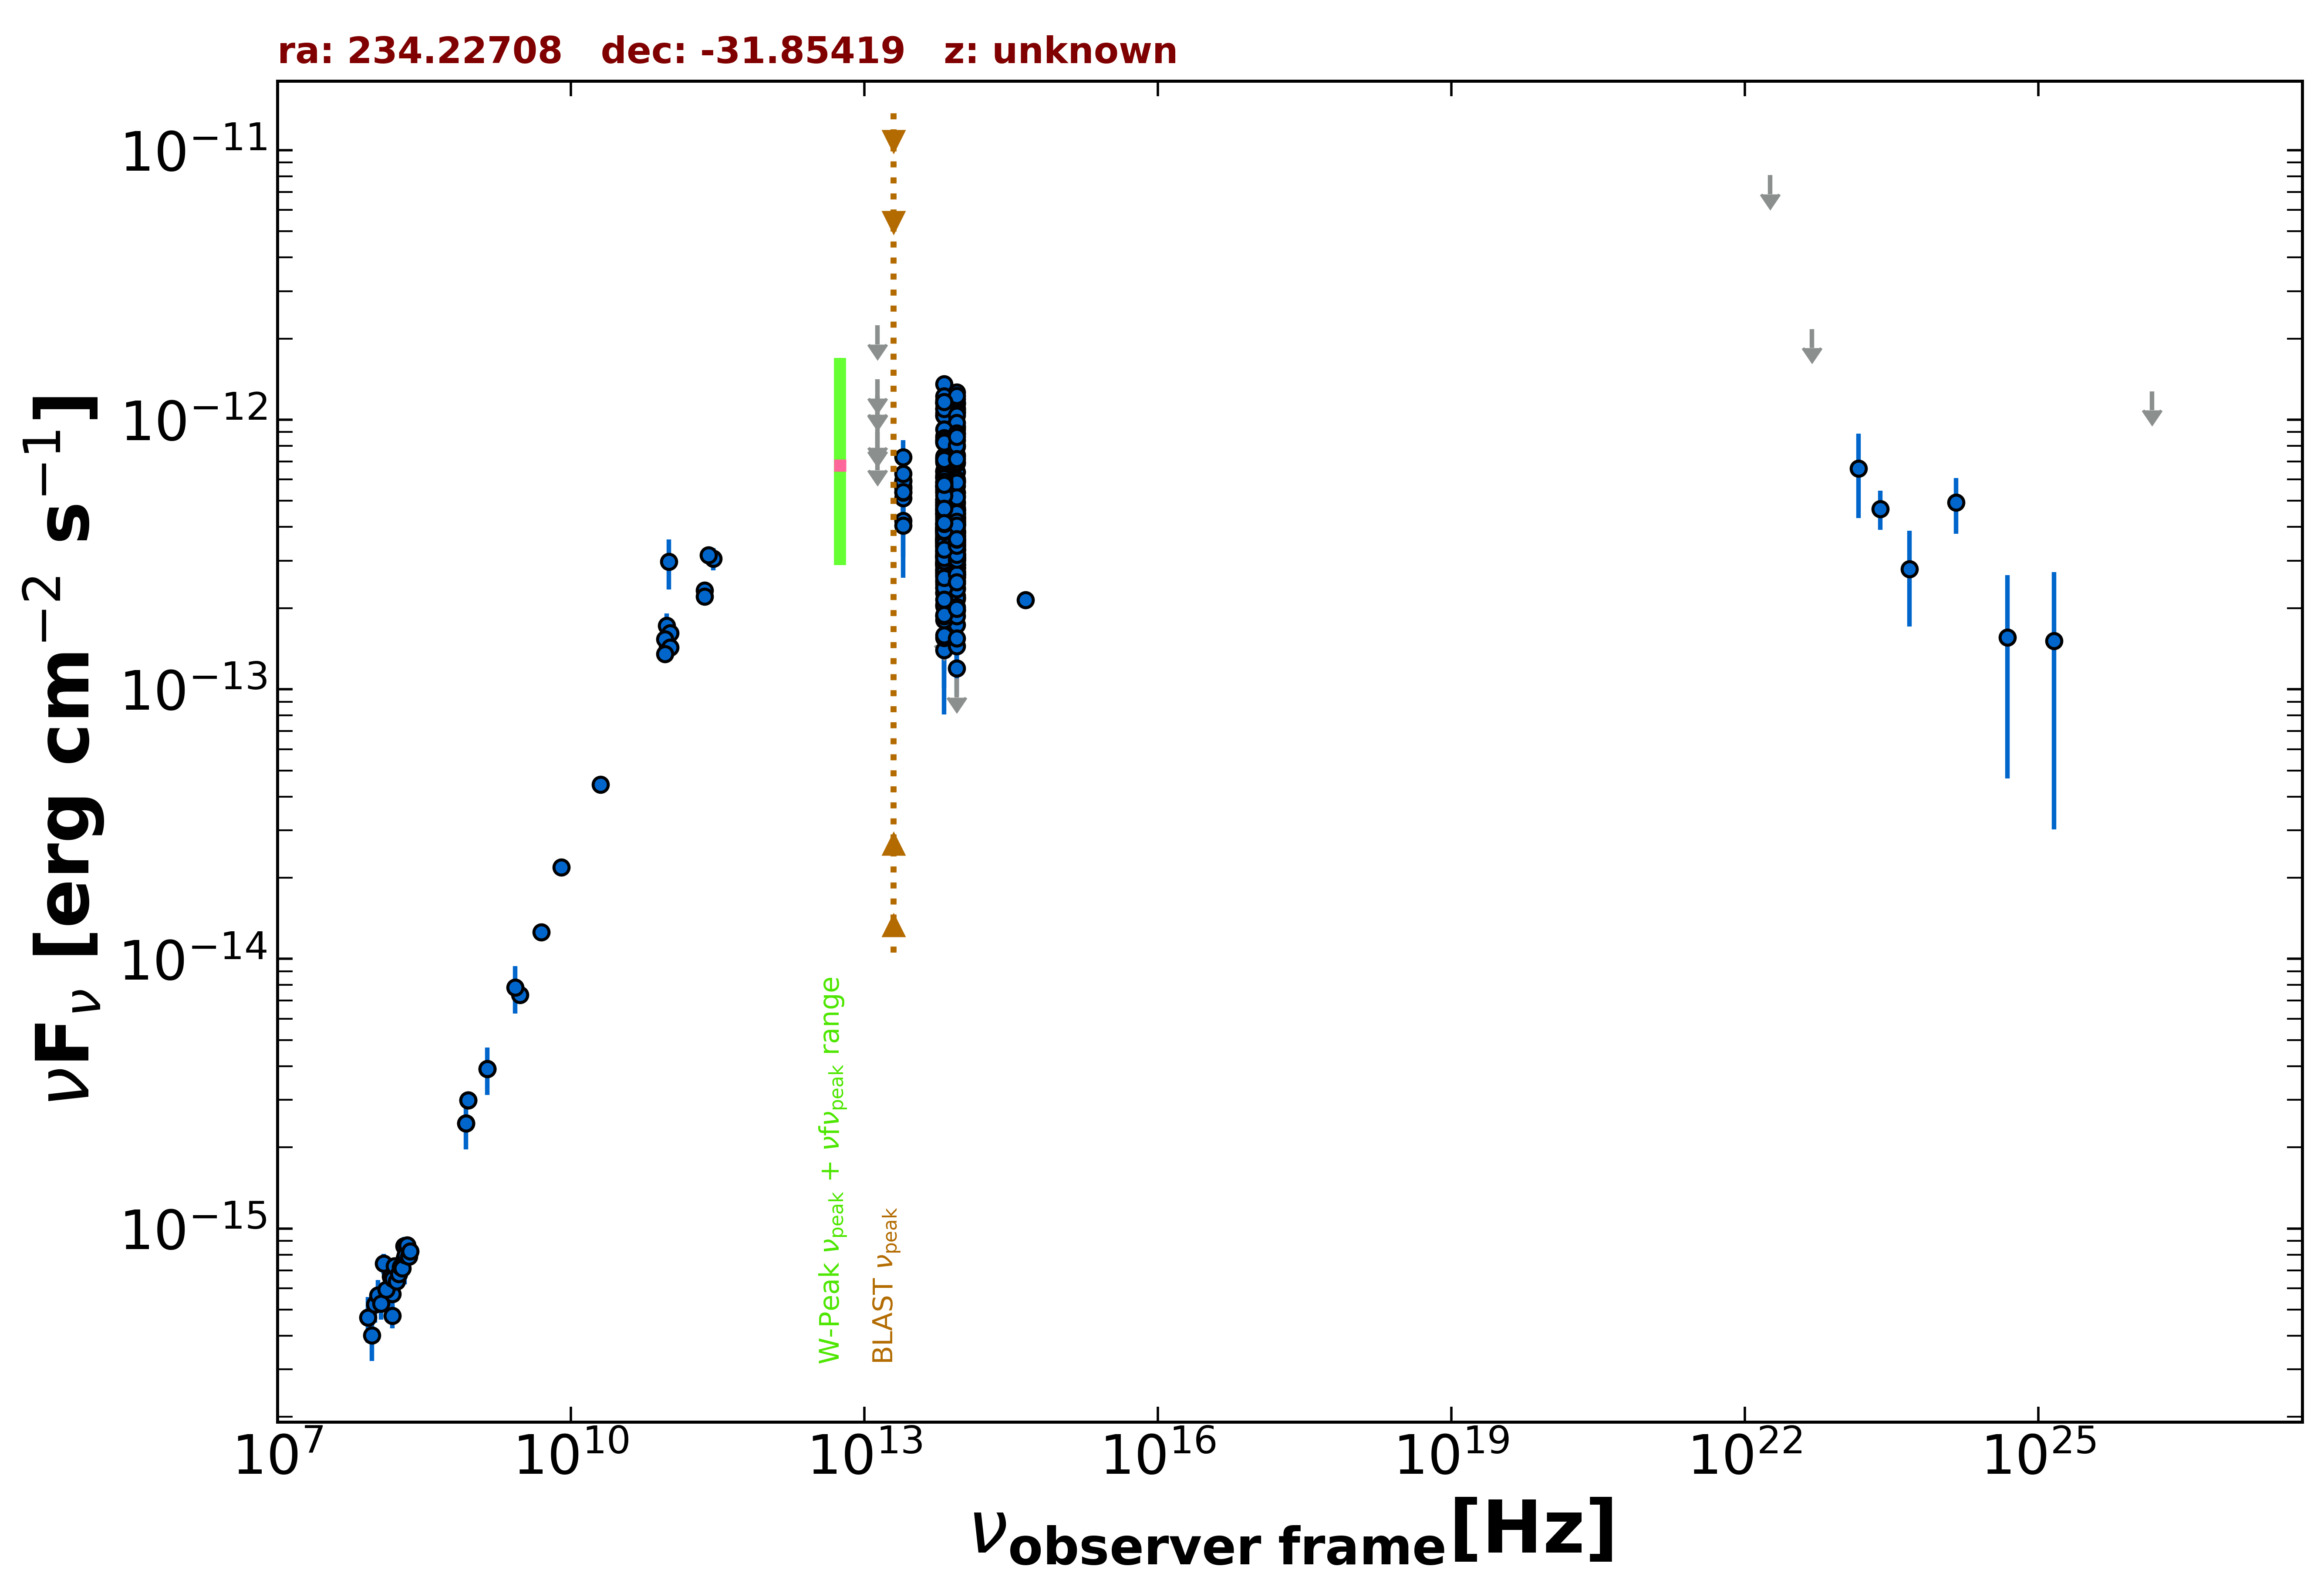 ra: 234.22708   dec: -31.85419   z: unknown
νFν [erg cm⁻² s⁻¹]
10⁻¹¹
10⁻¹²
10⁻¹³
10⁻¹⁴
10⁻¹⁵
W-Peak νpeak + νfνpeak range
BLAST νpeak
10⁷ 10¹⁰ 10¹³ 10¹⁶ 10¹⁹ 10²² 10²⁵
νobserver frame[Hz]